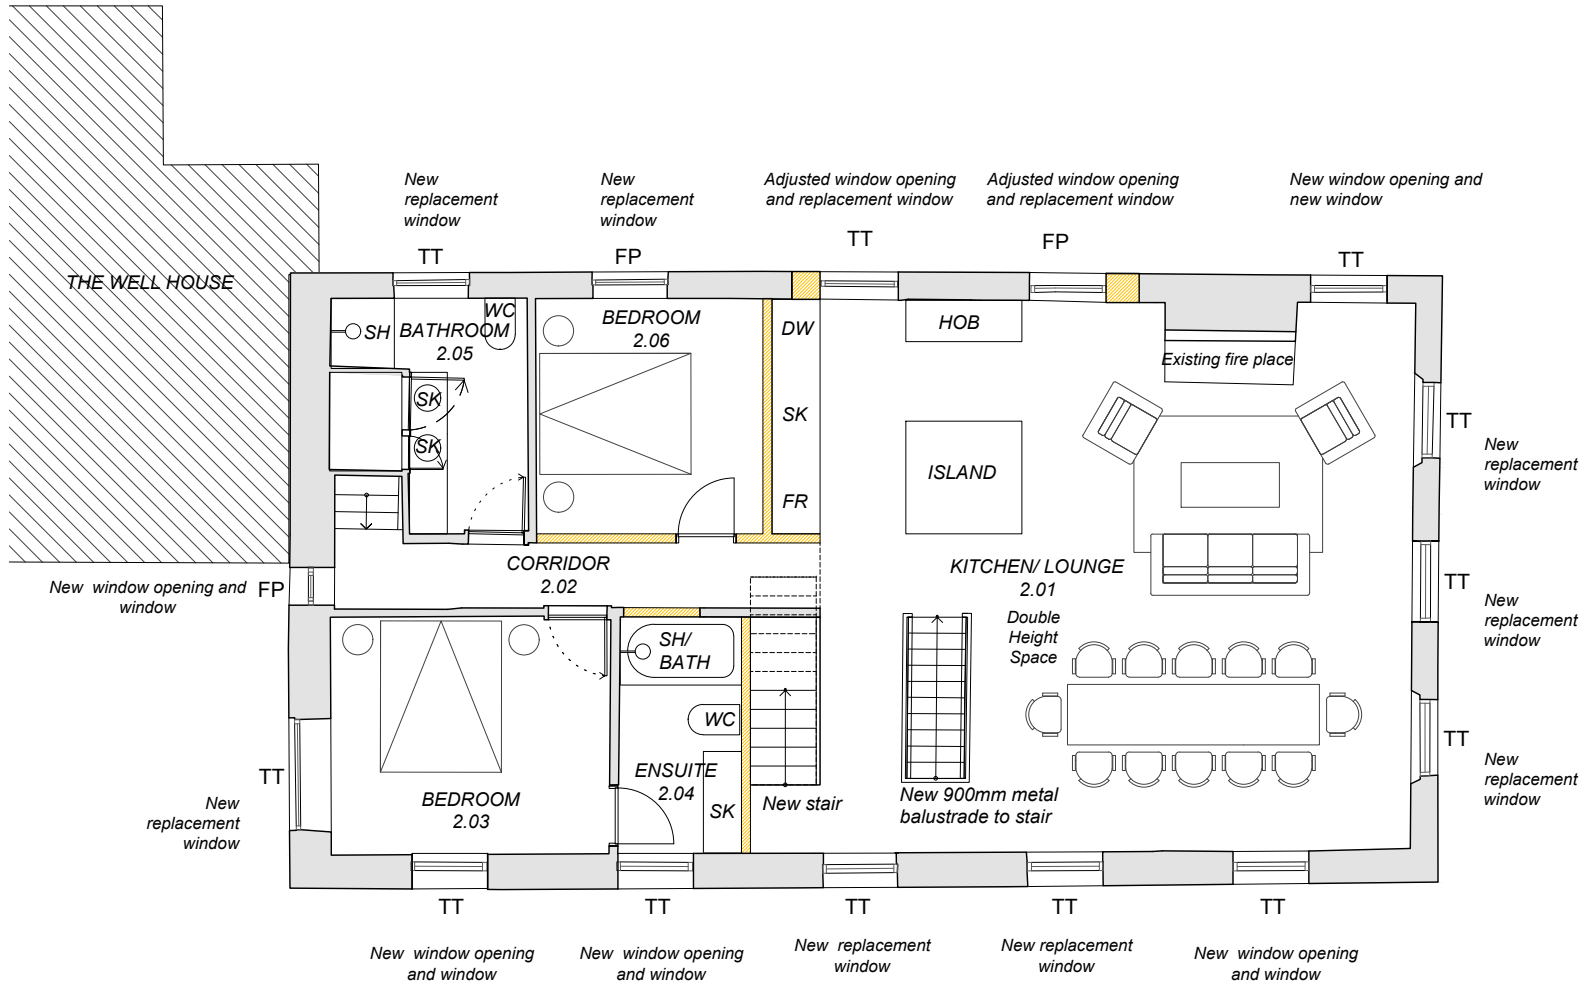 New
replacement
window
New
replacement
window
Adjusted window opening
and replacement window
Adjusted window opening
and replacement window
New window opening and
new window
TT
FP
TT
FP
TT
THE WELL HOUSE
SH
BATHROOM
2.05
WC
SK
SK
BEDROOM
2.06
DW
SK
FR
HOB
ISLAND
Existing fire place
TT
New
replacement
window
CORRIDOR
2.02
KITCHEN/ LOUNGE
2.01
Double
Height
Space
TT
New
replacement
window
New  window opening and
window
FP
SH/
BATH
WC
ENSUITE
2.04
SK
BEDROOM
2.03
TT
New
replacement
window
New stair
New 900mm metal
balustrade to stair
TT
New
replacement
window
TT
TT
TT
TT
TT
New  window opening
and window
New  window opening
and window
New  replacement
window
New replacement
window
New  window opening
and window